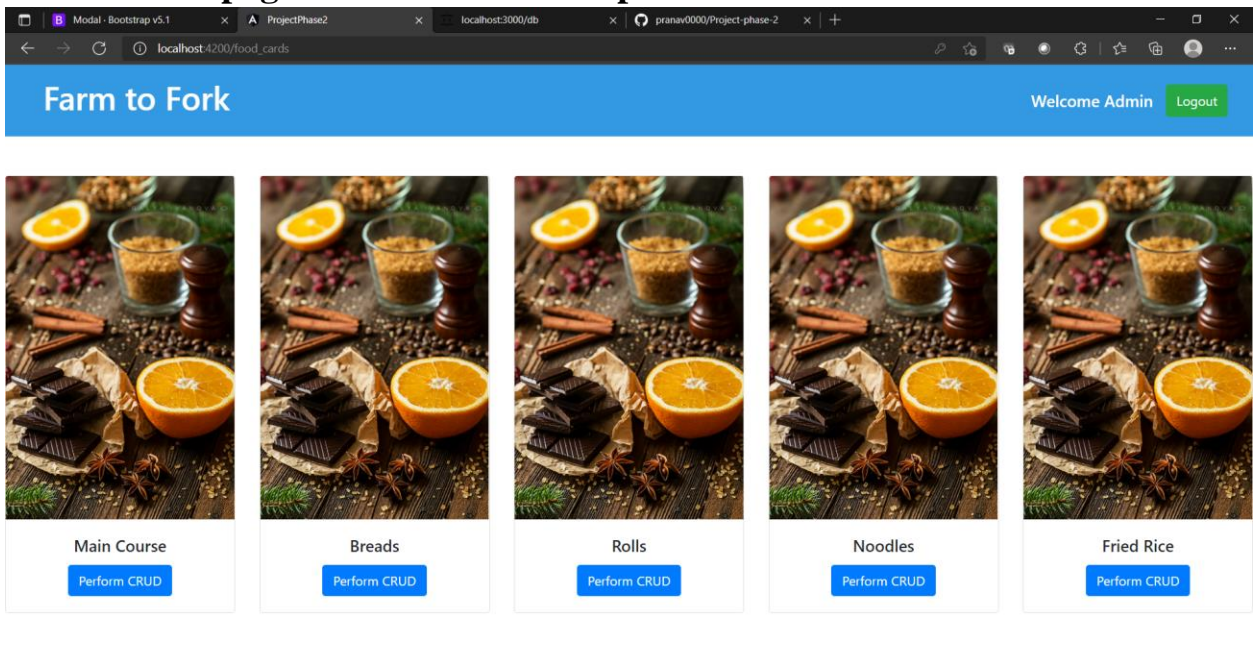 Modal · Bootstrap v5.1
ProjectPhase2
localhost:3000/db
pranav0000/Project-phase-2
localhost:4200/food_cards
Farm to Fork
Welcome Admin
Logout
Main Course
Breads
Rolls
Noodles
Fried Rice
Perform CRUD
Perform CRUD
Perform CRUD
Perform CRUD
Perform CRUD